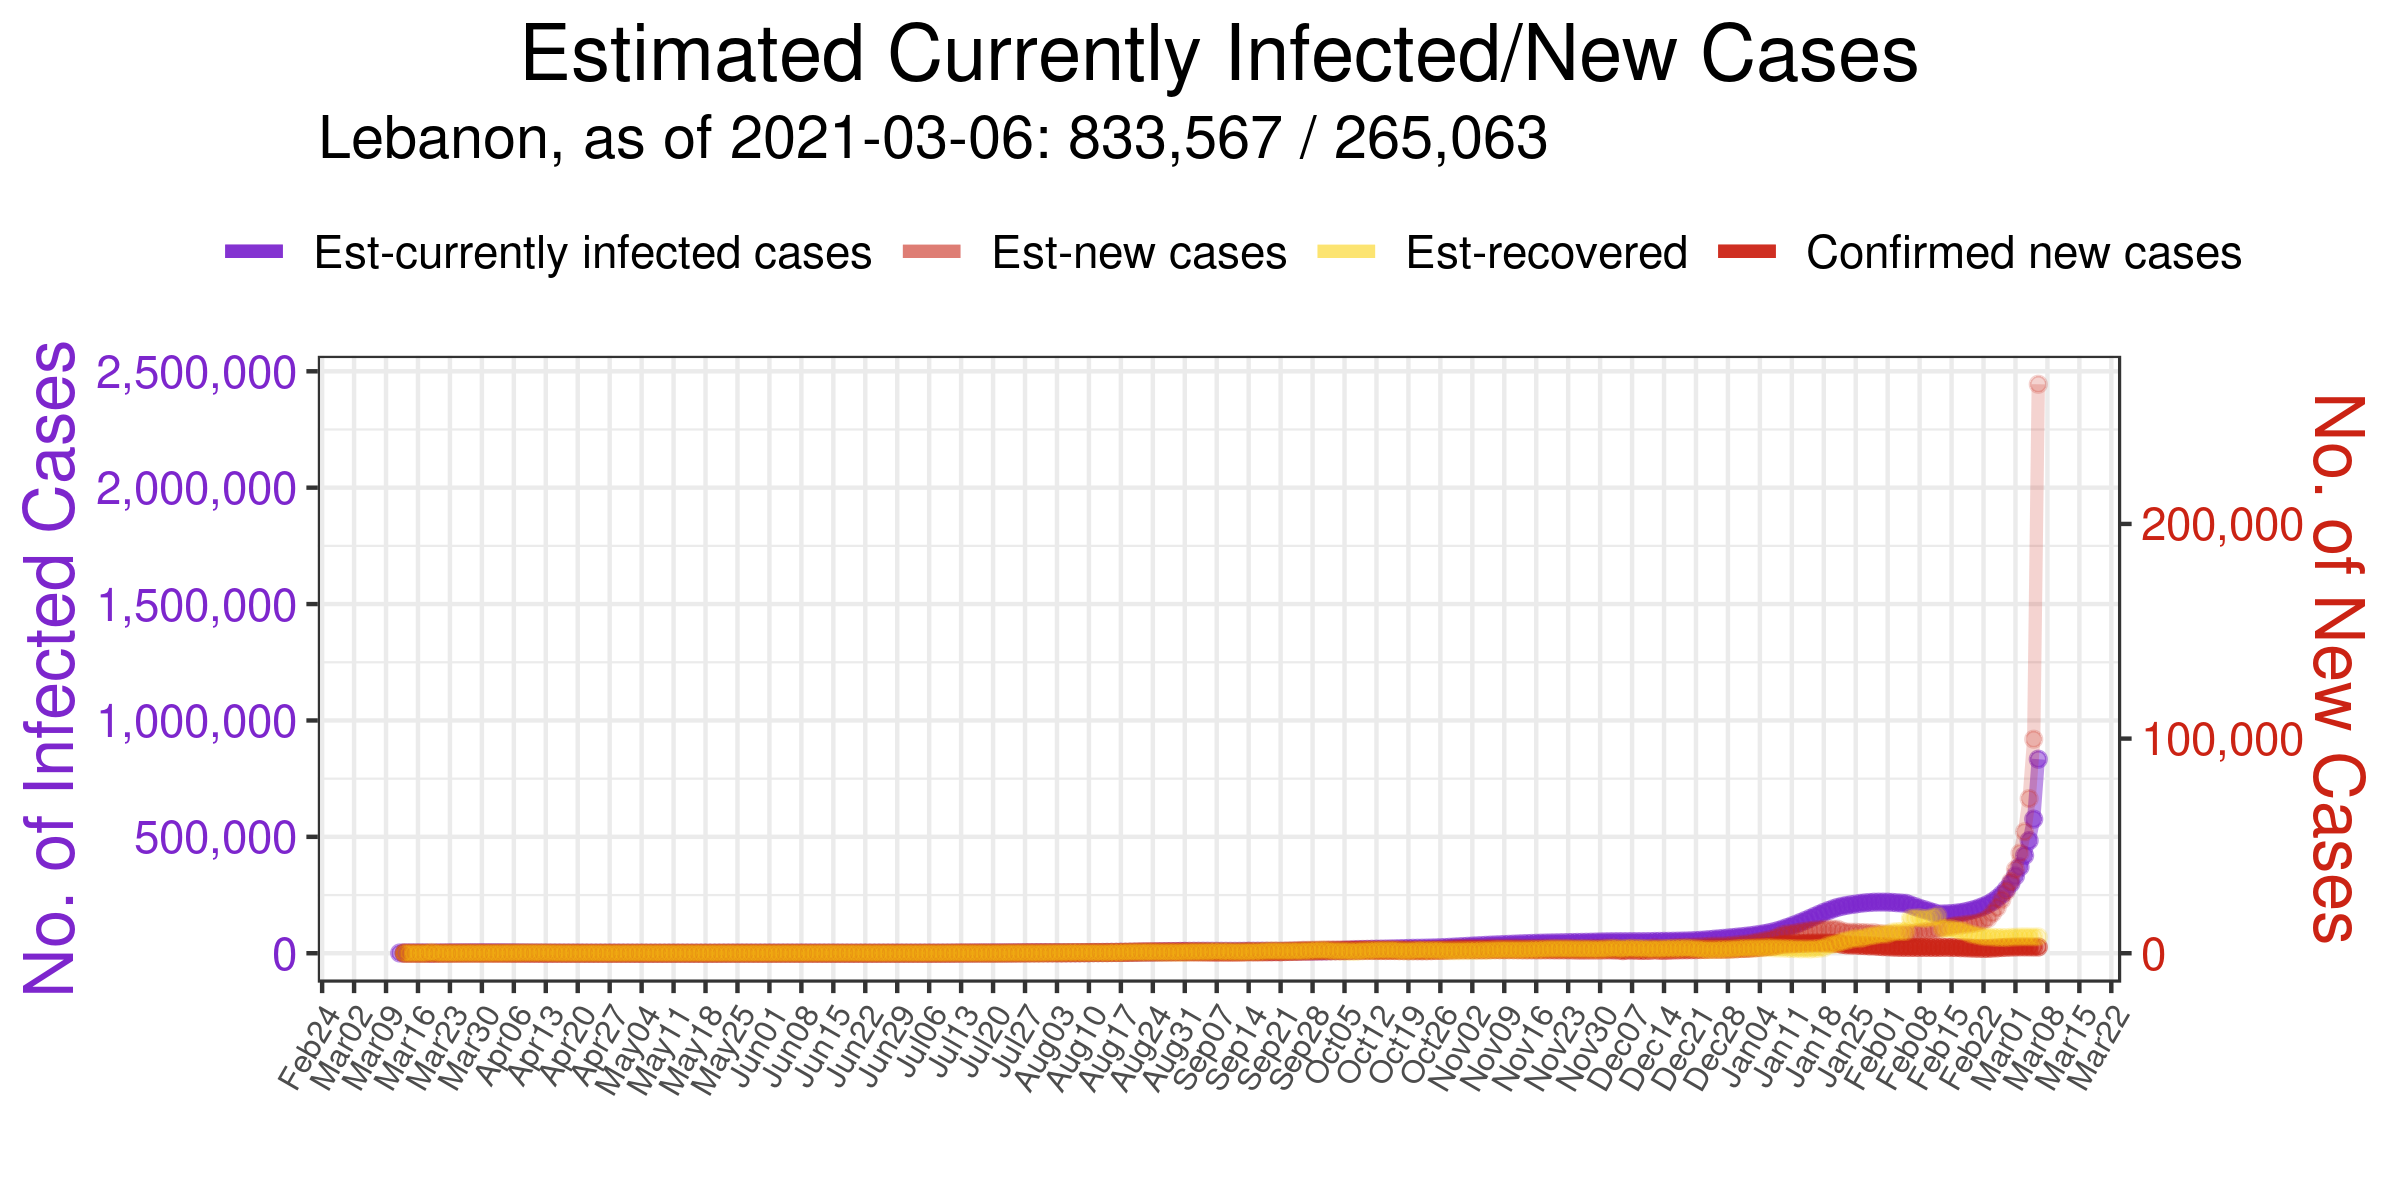 Estimated Currently Infected/New Cases
Lebanon, as of 2021-03-06: 833,567 / 265,063
Est-currently infected cases Est-new cases Est-recovered Confirmed new cases
No. of Infected Cases
2,500,000
2,000,000
1,500,000
1,000,000
500,000
0
200,000
100,000
0
No. of New Cases
Feb24 Mar02 Mar09 Mar16 Mar23 Mar30 Apr06 Apr13 Apr20 Apr27 May04 May11 May18 May25 Jun01 Jun08 Jun15 Jun22 Jun29 Jul06 Jul13 Jul20 Jul27 Aug03 Aug10 Aug17 Aug24 Aug31 Sep07 Sep14 Sep21 Sep28 Oct05 Oct12 Oct19 Oct26 Nov02 Nov09 Nov16 Nov23 Nov30 Dec07 Dec14 Dec21 Dec28 Jan04 Jan11 Jan18 Jan25 Feb01 Feb08 Feb15 Feb22 Mar01 Mar08 Mar15 Mar22